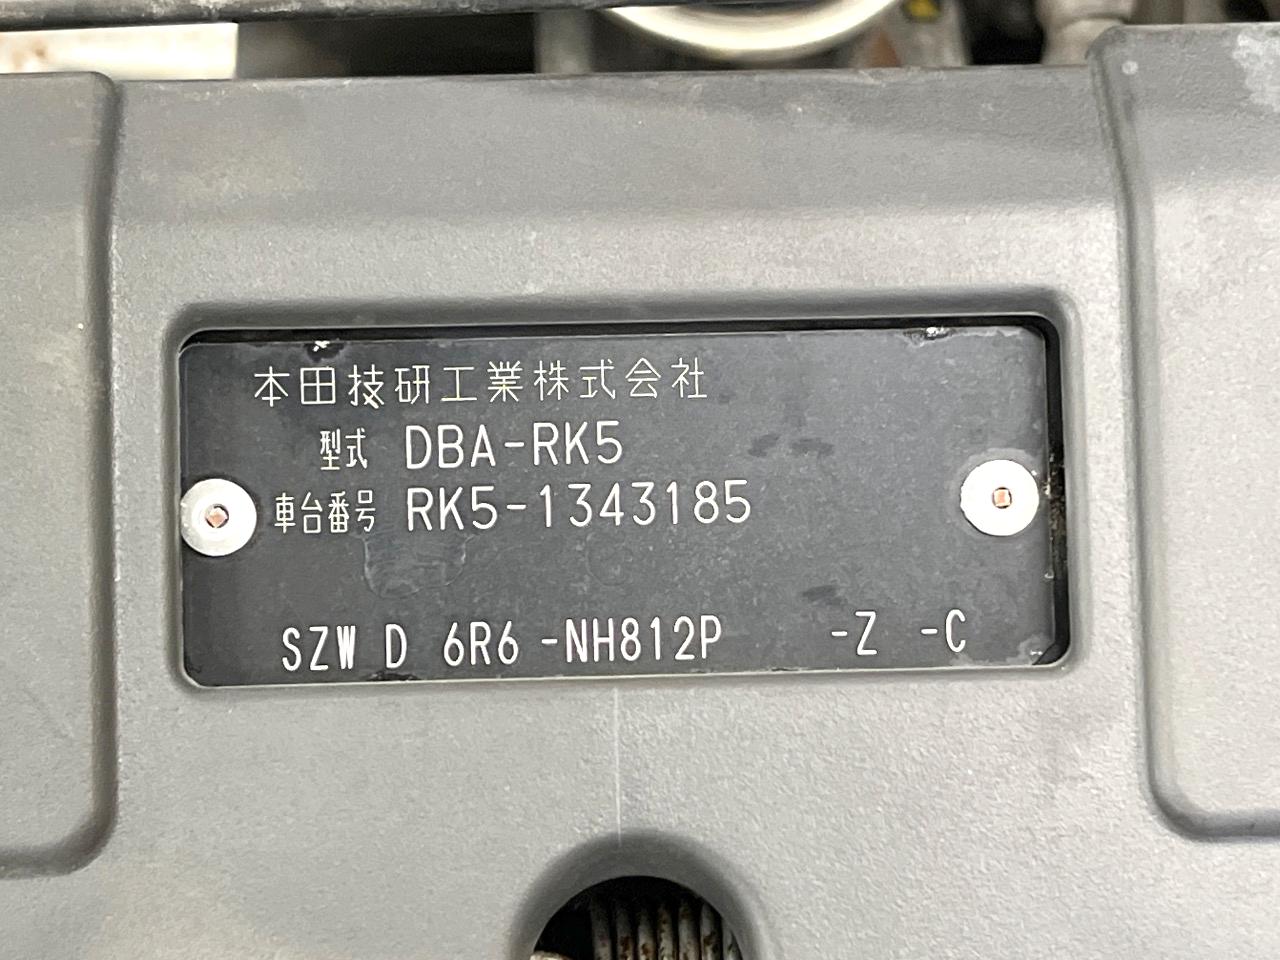 本田技研工業株式会社
型式 DBA-RK5
車台番号 RK5-1343185
SZW D 6R6 -NH812P -Z -C